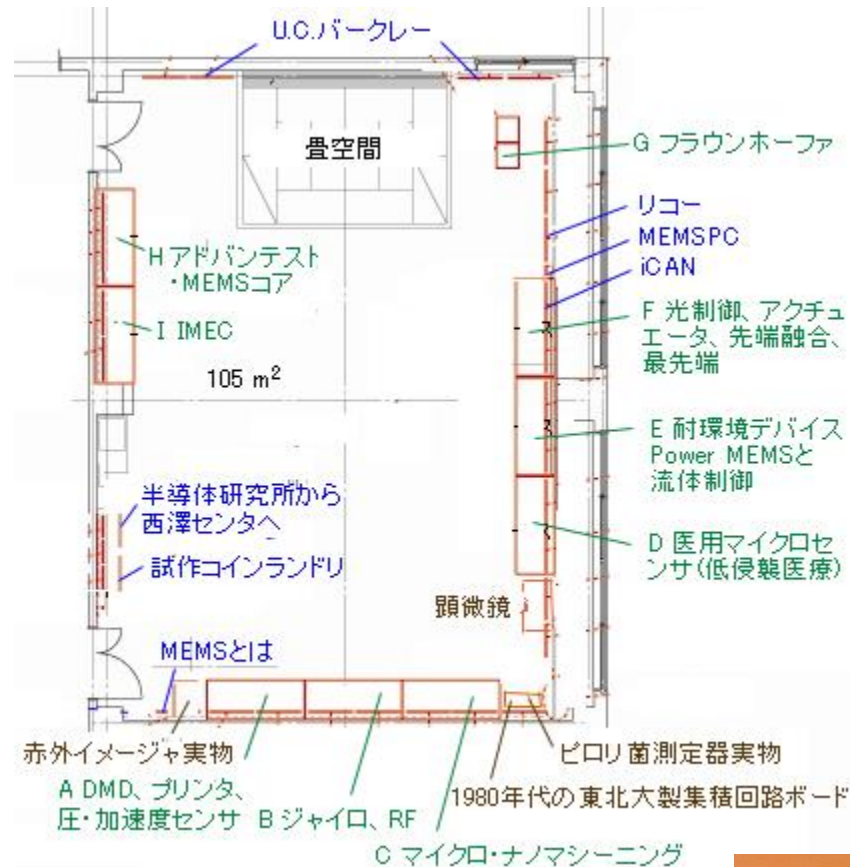 U.C.バークレー
畳空間
G フラウンホーファ
リコー
MEMSPC
iCAN
H アドバンテスト
・MEMSコア
I IMEC
F 光制御、アクチュ
エータ、先端融合、
最先端
105 m²
E 耐環境デバイス
Power MEMSと
流体制御
半導体研究所から
西澤センタへ
試作コインランドリ
D 医用マイクロセ
ンサ(低侵襲医療)
顕微鏡
MEMSとは
赤外イメージャ実物
ピロリ菌測定器実物
A DMD、プリンタ、
圧・加速度センサ
B ジャイロ、RF
1980年代の東北大製集積回路ボード
C マイクロ・ナノマシーニング